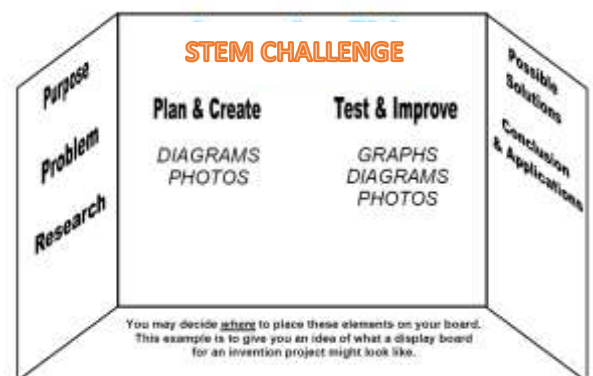 STEM CHALLENGE
Purpose
Problem
Research
Plan & Create
DIAGRAMS
PHOTOS
Test & Improve
GRAPHS
DIAGRAMS
PHOTOS
Possible
Solutions
Conclusion
& Applications
You may decide where to place these elements on your board.
This example is to give you an idea of what a display board
for an invention project might look like.